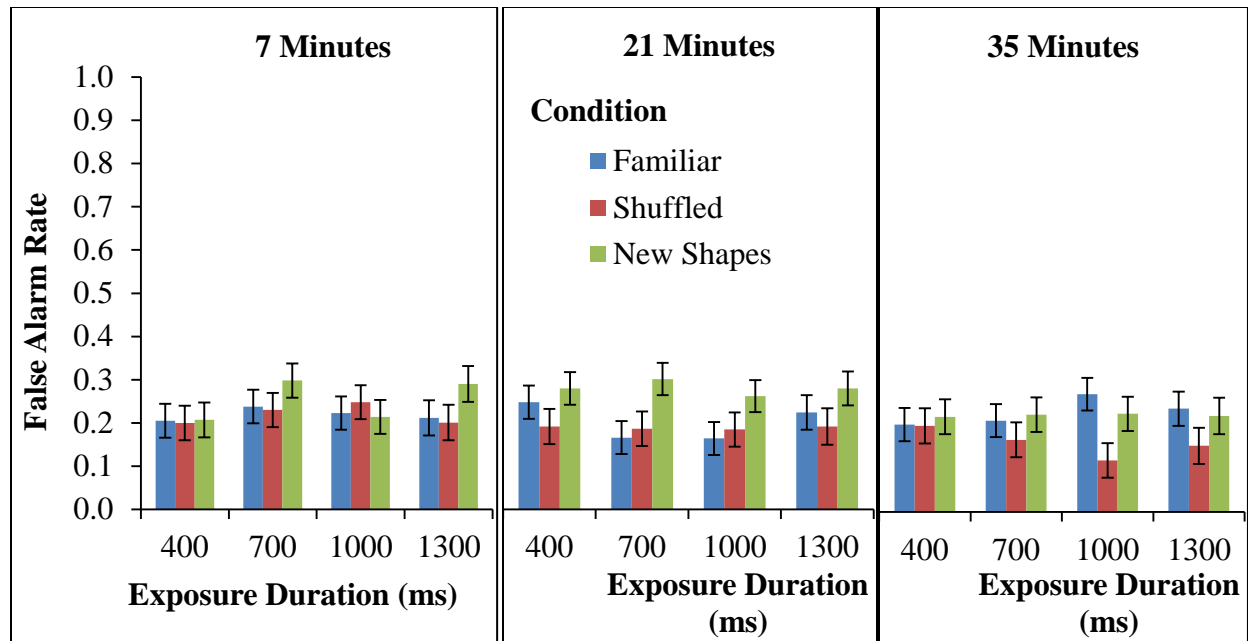 7 Minutes
21 Minutes
35 Minutes
False Alarm Rate
1.0
0.9
0.8
0.7
0.6
0.5
0.4
0.3
0.2
0.1
0.0
Condition
Familiar
Shuffled
New Shapes
400 700 1000 1300
Exposure Duration (ms)
400 700 1000 1300
Exposure Duration
(ms)
400 700 1000 1300
Exposure Duration
(ms)